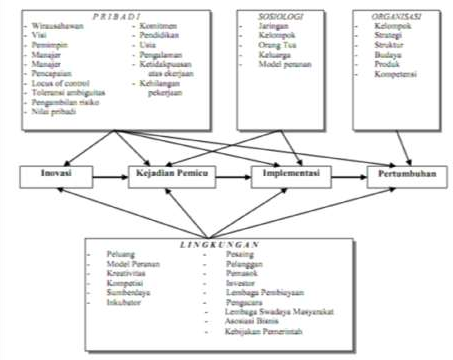 PRIBADI
- Wirausahawan
- Visi
- Pemimpin
- Manajer
- Manajer
- Pencapaian
- Locus of control
- Toleransi ambiguitas
- Pengambilan risiko
- Nilai pribadi
- Komitmen
- Pendidikan
- Usia
- Pengalaman
- Ketidakpuasan
atas ekerjaan
- Kehilangan
pekerjaan
SOSIOLOGI
- Jaringan
- Kelompok
- Orang Tua
- Keluarga
- Model peranan
ORGANISASI
- Kelompok
- Strategi
- Struktur
- Budaya
- Produk
- Kompetensi
Inovasi
Kejadian Pemicu
Implementasi
Pertumbuhan
LINGKUNGAN
- Peluang
- Model Peranan
- Kreativitas
- Kompetisi
- Sumberdaya
- Inkubator
- Pesaing
- Pelanggan
- Pemasok
- Investor
- Lembaga Pembiayaan
- Pengacara
- Lembaga Swadaya Masyarakat
- Asosiasi Bisnis
- Kebijakan Pemerintah